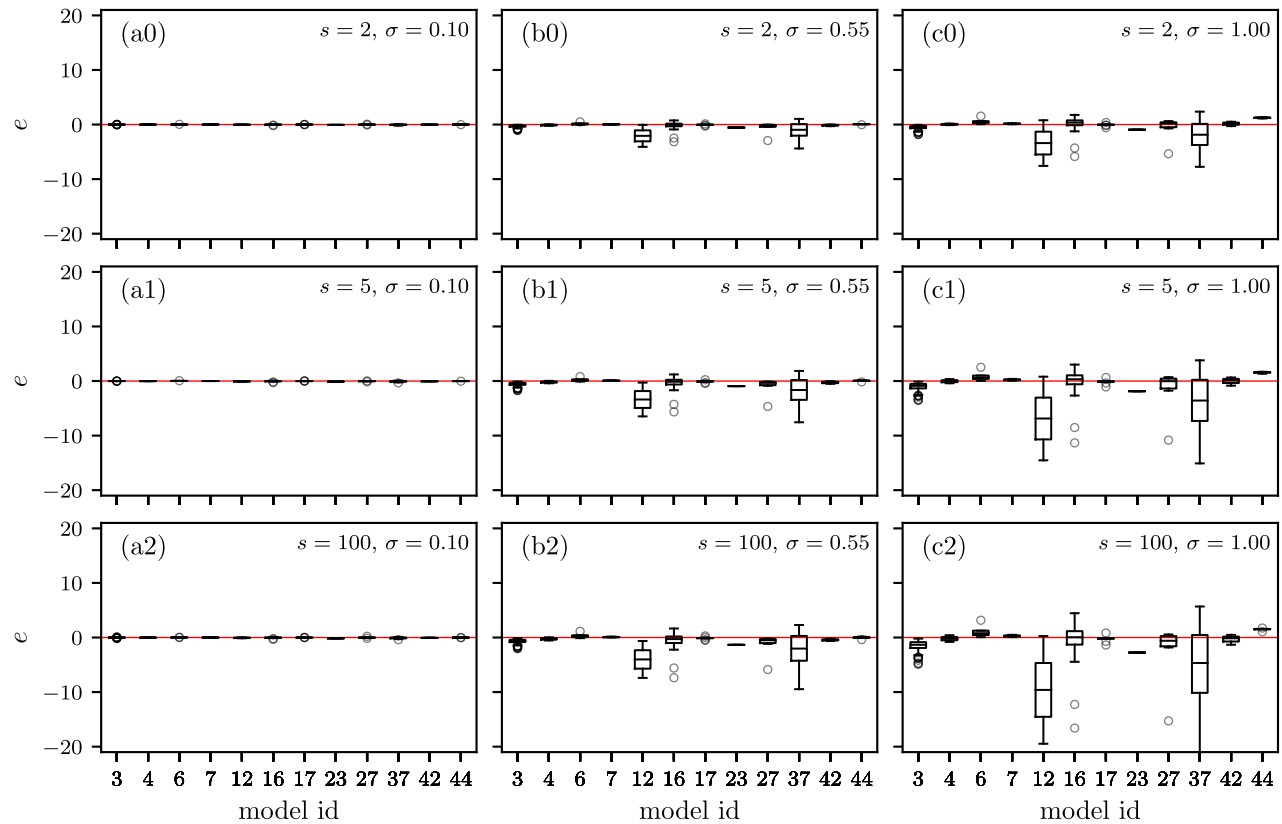 (a0) s = 2, σ = 0.10
(b0) s = 2, σ = 0.55
(c0) s = 2, σ = 1.00
20
10
0
−10
−20
e
3 4 6 7 12 16 17 23 27 37 42 44
(a1) s = 5, σ = 0.10
(b1) s = 5, σ = 0.55
(c1) s = 5, σ = 1.00
20
10
0
−10
−20
e
(a2) s = 100, σ = 0.10
(b2) s = 100, σ = 0.55
(c2) s = 100, σ = 1.00
20
10
0
−10
−20
e
3 4 6 7 12 16 17 23 27 37 42 44
3 4 6 7 12 16 17 23 27 37 42 44
model id
model id
model id